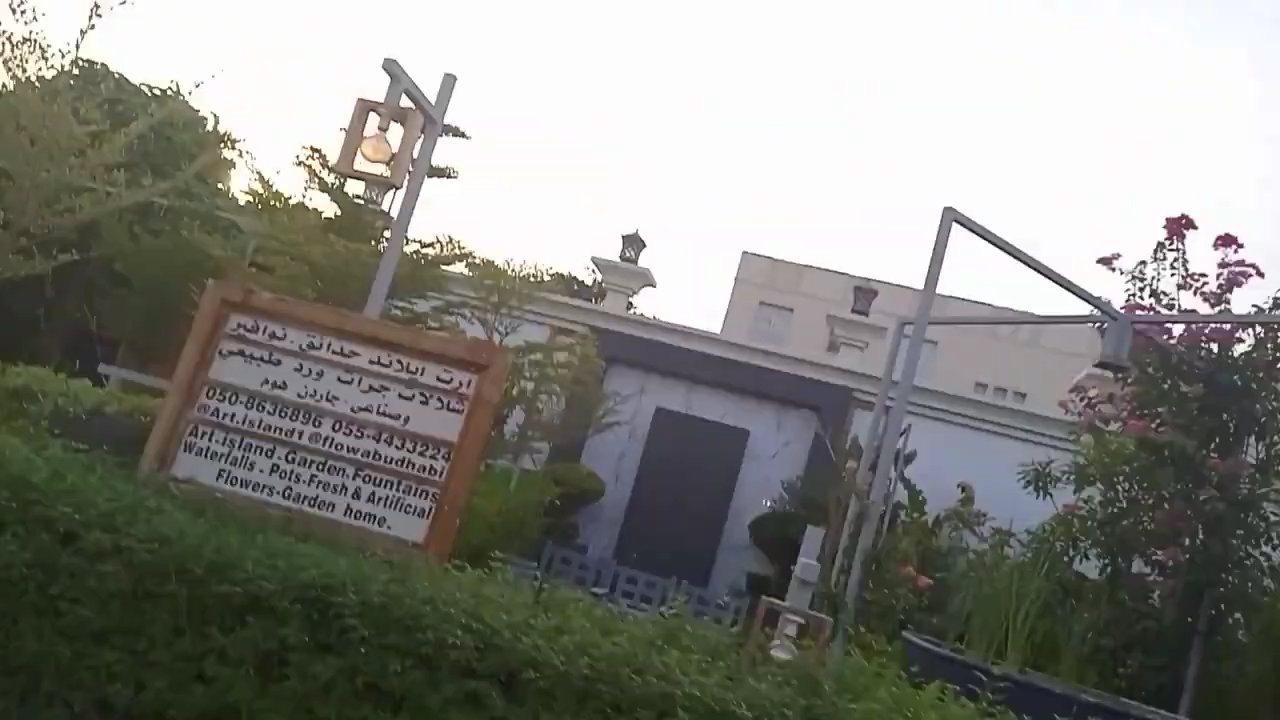 ارت ايلاند حدائق - نوافير
شلالات جرات ورد طبيعي
وصناعي جاردن هوم
050-8636896 055-4433224
@Art.island1 @flowabudhabi
Art.island-Garden.Fountains
Waterfalls - Pots-Fresh & Artificial
Flowers-Garden home.